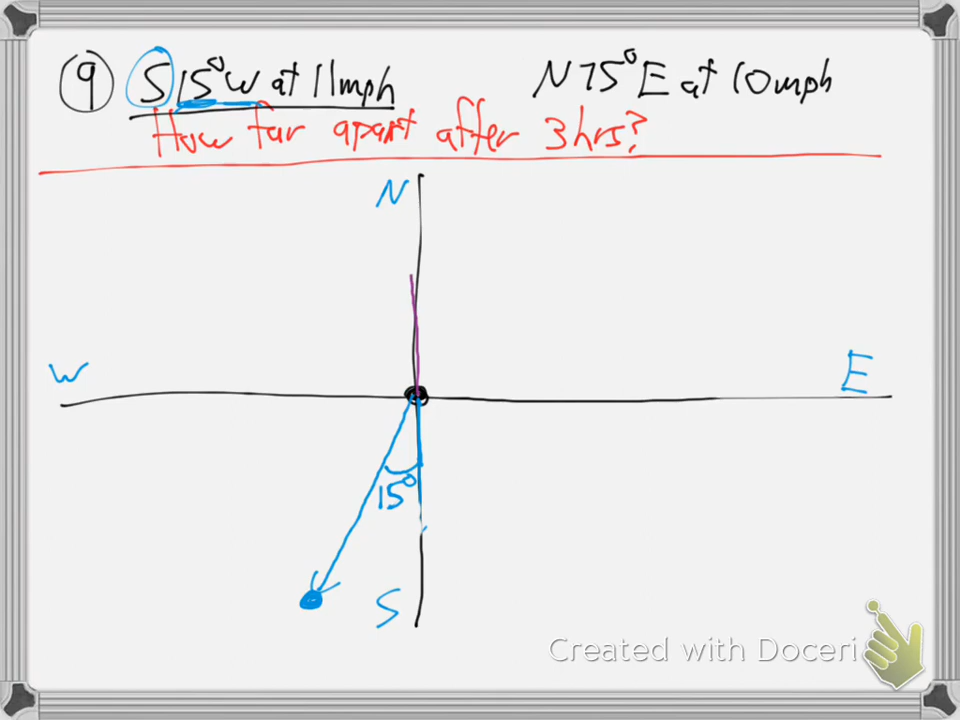 9 S15°W at 11mph N75°E at 10mph
How far apart after 3hrs?
N
W E
15°
S
Created with Doceri